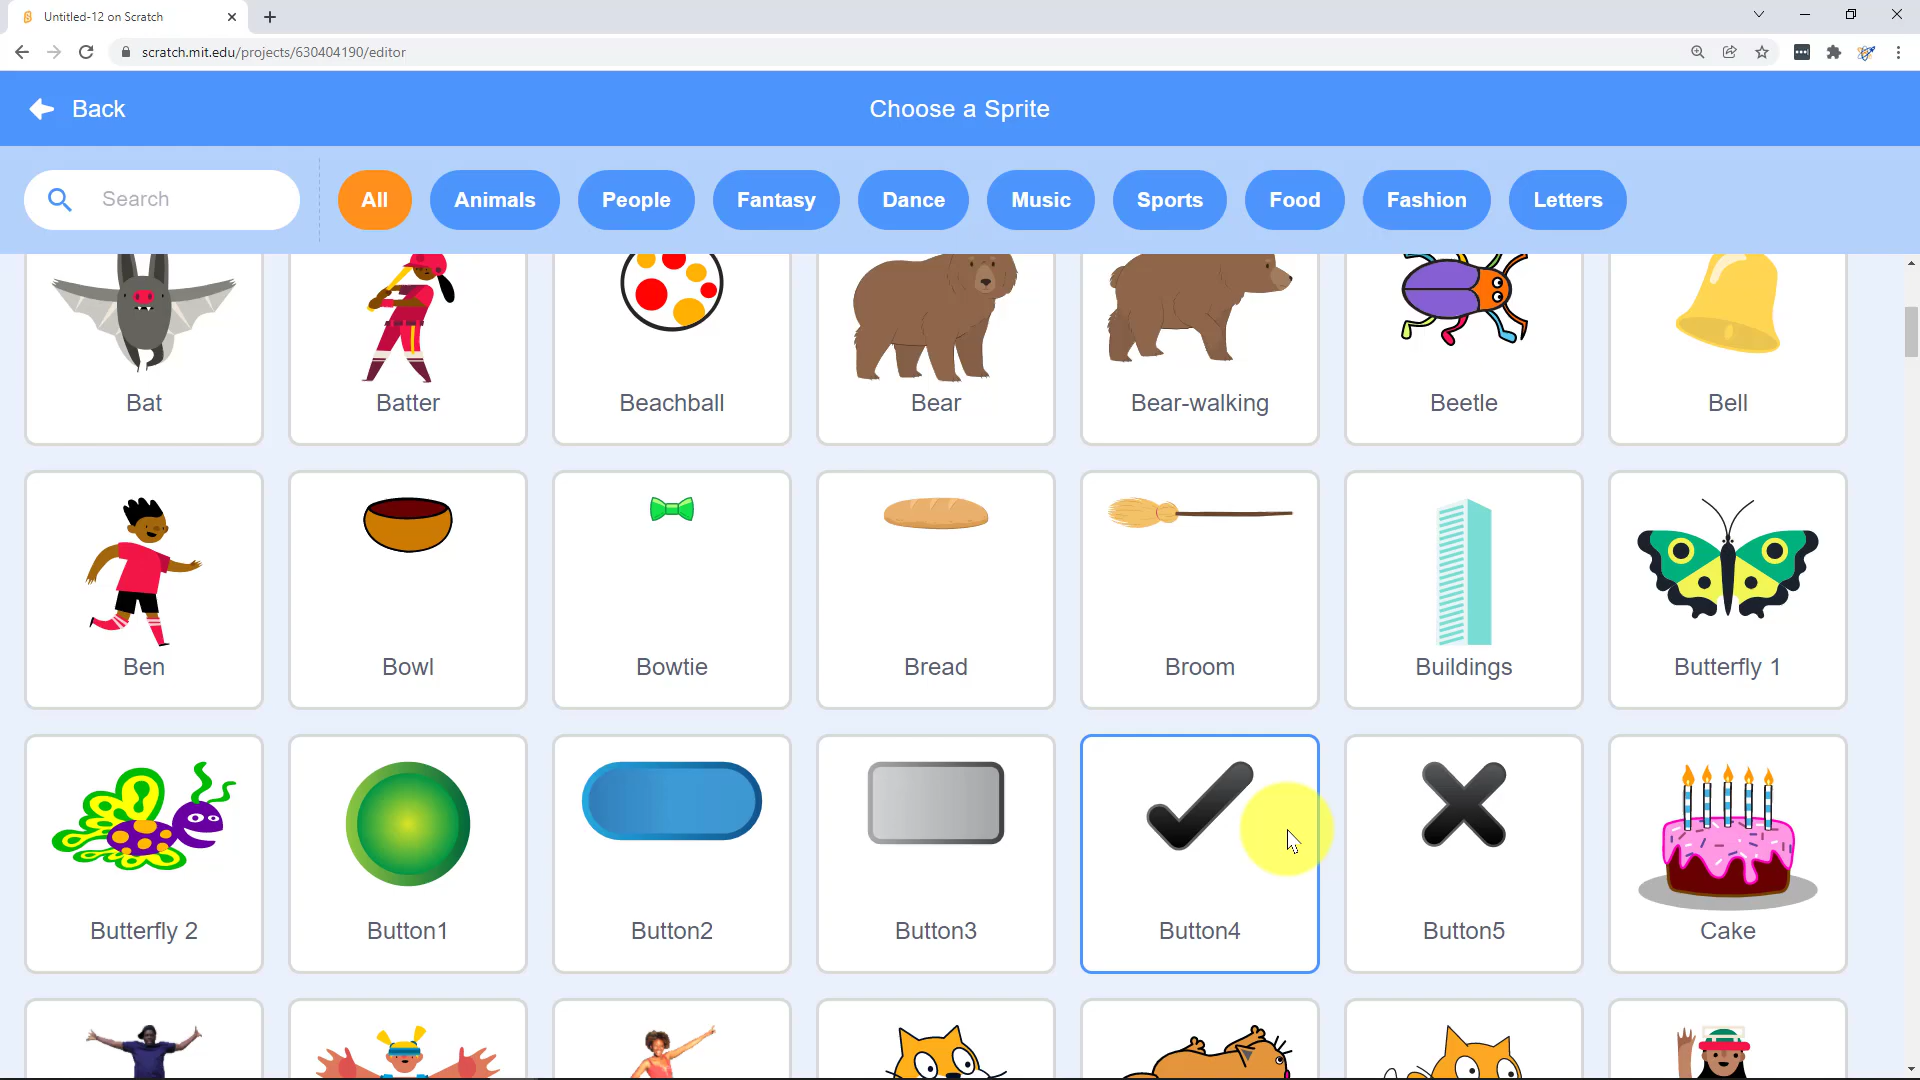 Untitled-12 on Scratch
scratch.mit.edu/projects/630404190/editor
Back
Choose a Sprite
Search
All
Animals
People
Fantasy
Dance
Music
Sports
Food
Fashion
Letters
Bat
Batter
Beachball
Bear
Bear-walking
Beetle
Bell
Ben
Bowl
Bowtie
Bread
Broom
Buildings
Butterfly 1
Butterfly 2
Button1
Button2
Button3
Button4
Button5
Cake